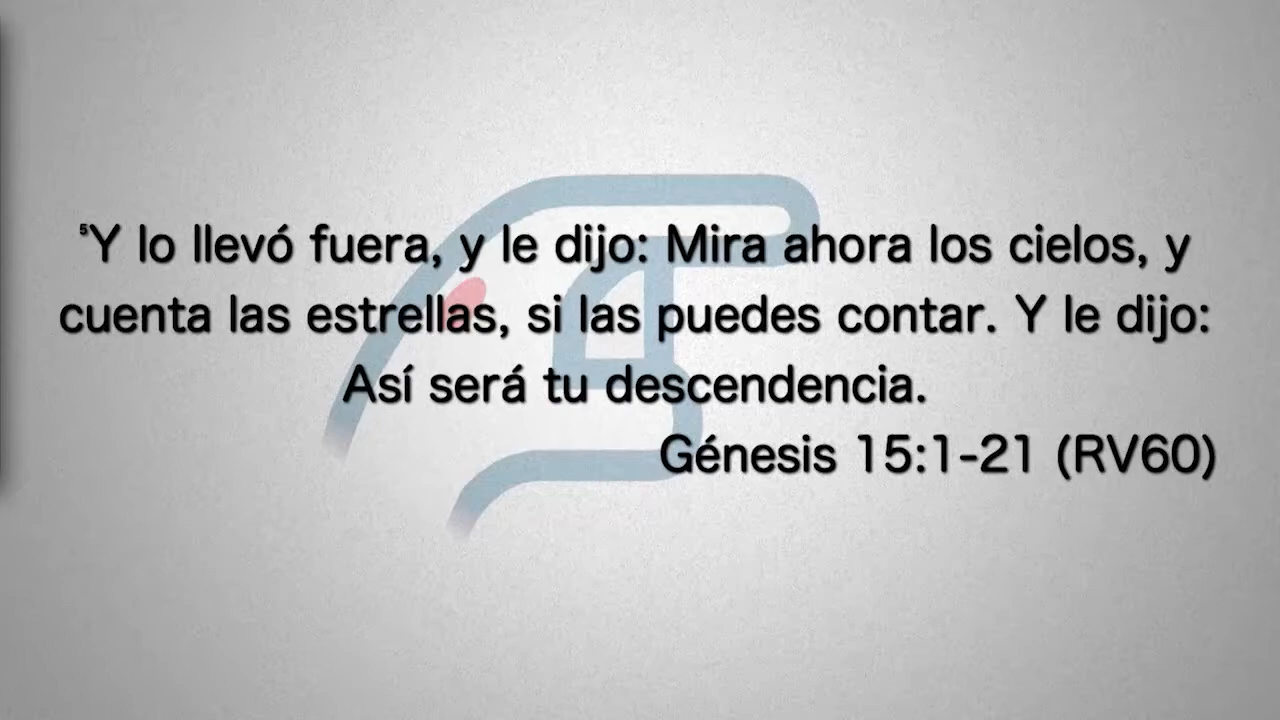 ⁵Y lo llevó fuera, y le dijo: Mira ahora los cielos, y
cuenta las estrellas, si las puedes contar. Y le dijo:
Así será tu descendencia.
Génesis 15:1-21 (RV60)